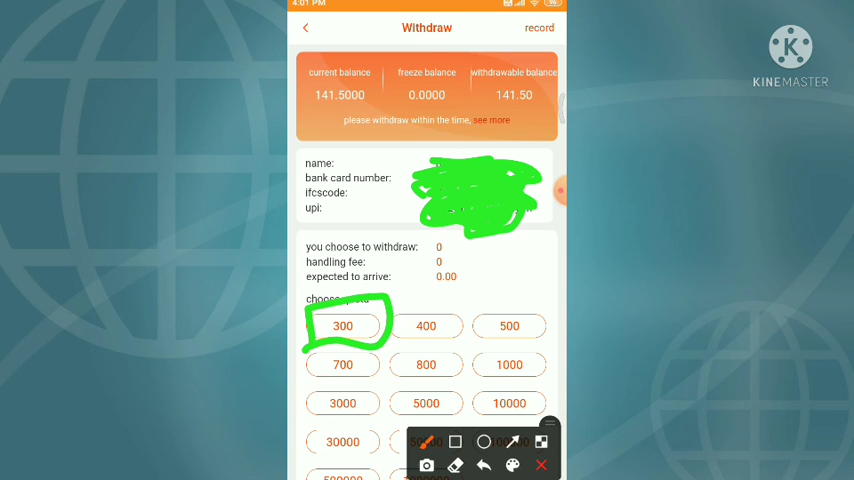 4:01 PM
Withdraw
record
current balance
freeze balance
withdrawable balance
141.5000
0.0000
141.50
please withdraw within the time, see more
name:
bank card number:
ifcscode:
upi:
you choose to withdraw: 0
handling fee: 0
expected to arrive: 0.00
300
400
500
700
800
1000
3000
5000
10000
30000
K
KINEMASTER